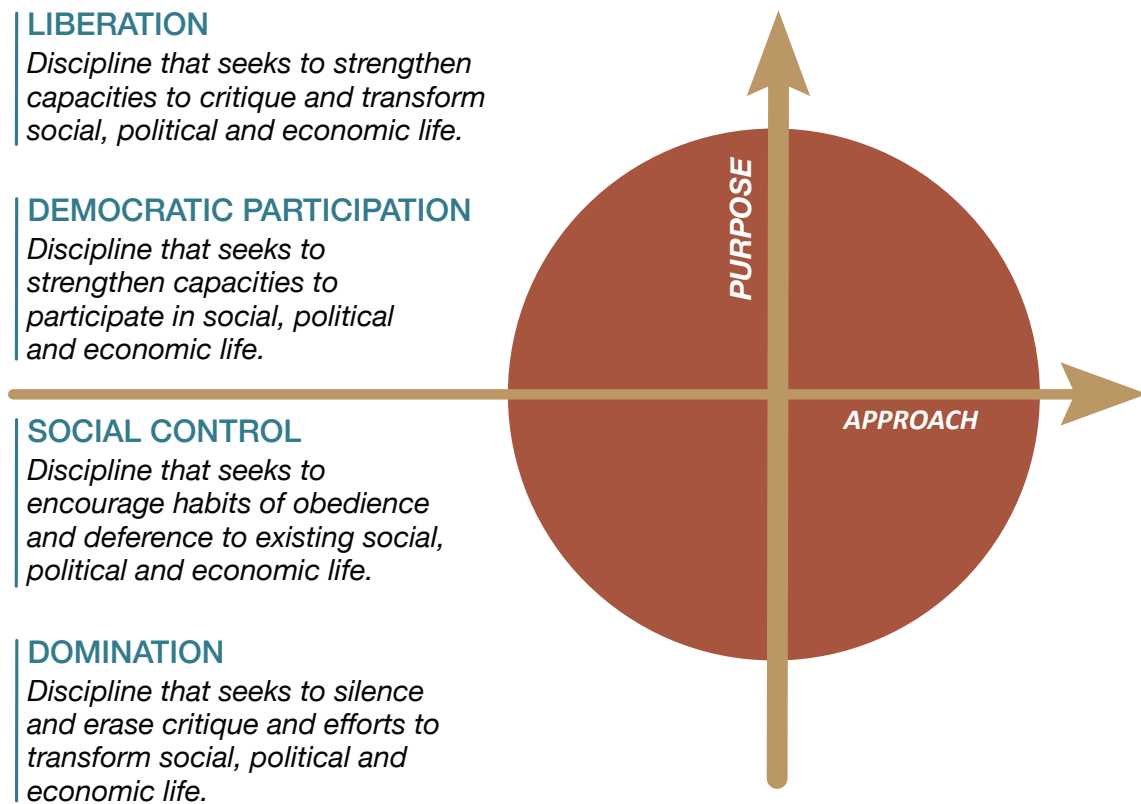 LIBERATION
Discipline that seeks to strengthen
capacities to critique and transform
social, political and economic life.
DEMOCRATIC PARTICIPATION
Discipline that seeks to
strengthen capacities to
participate in social, political
and economic life.
SOCIAL CONTROL
Discipline that seeks to
encourage habits of obedience
and deference to existing social,
political and economic life.
DOMINATION
Discipline that seeks to silence
and erase critique and efforts to
transform social, political and
economic life.
PURPOSE
APPROACH